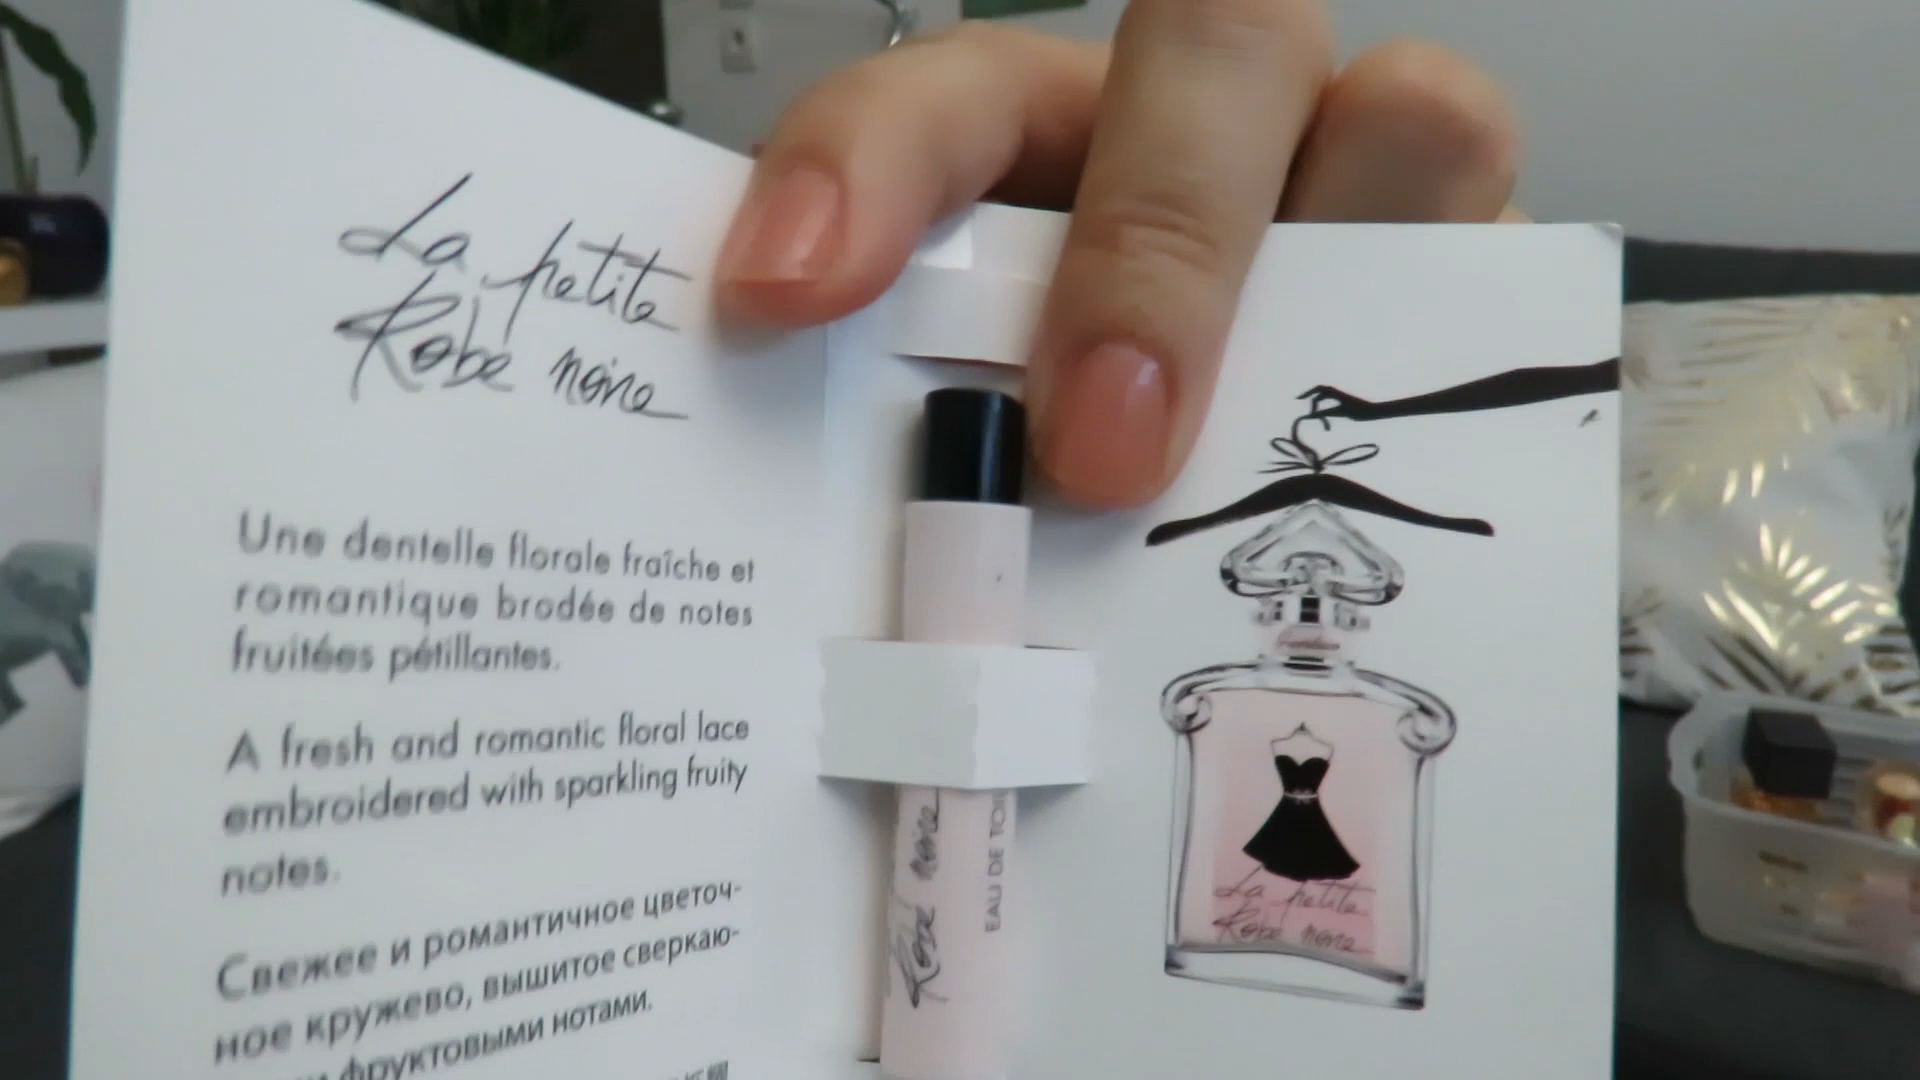 La petite
Robe noire
Une dentelle florale fraîche et
romantique brodée de notes
fruitées pétillantes.
A fresh and romantic floral lace
embroidered with sparkling fruity
notes.
Свежее и романтичное цветоч-
ное кружево, вышитое сверкаю-
фруктовыми нотами.
Robe noire
EAU DE TOI
La petite
Robe noire